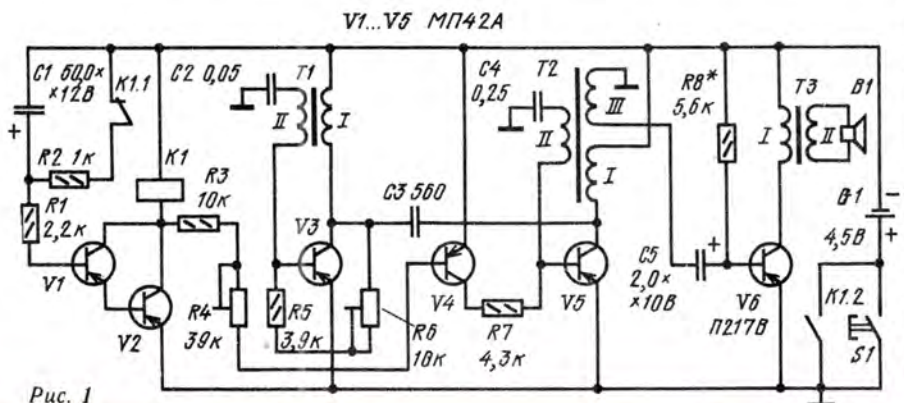 V1...V5 МП42А
C1 50,0×
×12В
K1.1
C2 0,05
T1
II
I
C4
0,25
T2
II
III
I
R8*
5,6к
T3
I
II
B1
R2 1к
K1
R3
10к
R1
2,2к
V1
V2
R4
39к
V3
R5
3,9к
C3 560
R6
18к
V4
R7
4,3к
V5
C5
2,0×
×10В
V6
П217В
G1
4,5В
K1.2
S1
Рис. 1